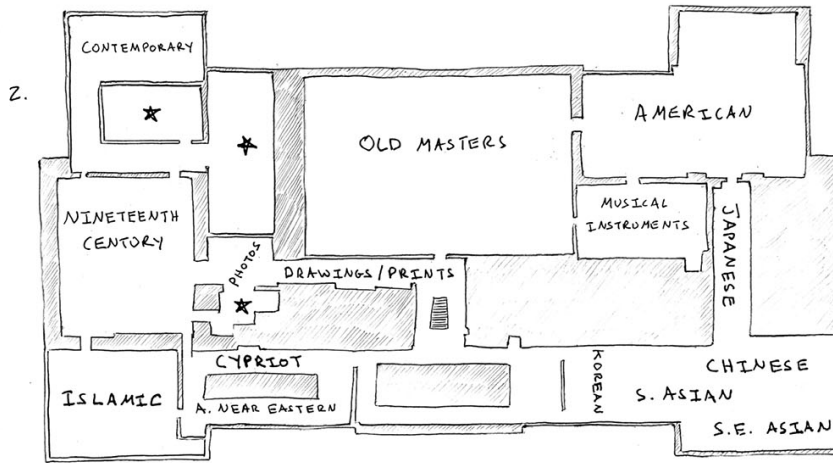 2.
CONTEMPORARY
AMERICAN
OLD MASTERS
NINETEENTH
CENTURY
MUSICAL
INSTRUMENTS
JAPANESE
PHOTOS
DRAWINGS/PRINTS
CYPRIOT
KOREAN
CHINESE
ISLAMIC
A. NEAR EASTERN
S. ASIAN
S.E. ASIAN